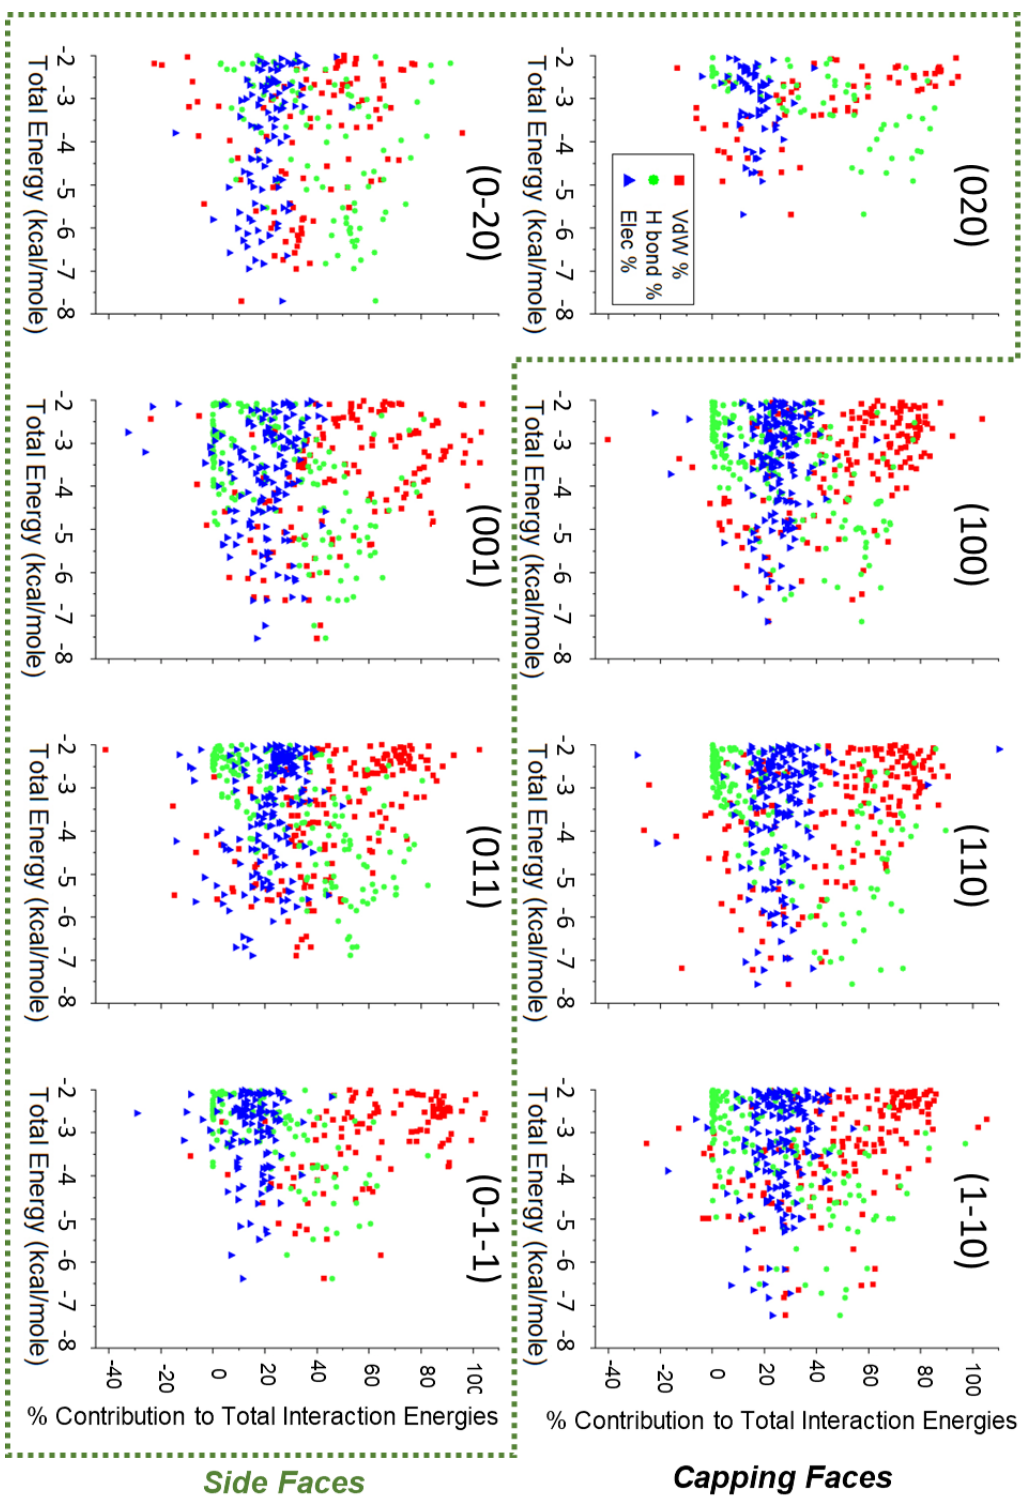 (020)
VdW %
H bond %
Elec %
-2 -3 -4 -5 -6 -7 -8
Total Energy (kcal/mole)
(100)
-2 -3 -4 -5 -6 -7 -8
Total Energy (kcal/mole)
(110)
-2 -3 -4 -5 -6 -7 -8
Total Energy (kcal/mole)
(1-10)
-2 -3 -4 -5 -6 -7 -8
Total Energy (kcal/mole)
-40 -20 0 20 40 60 80 100
% Contribution to Total Interaction Energies
Capping Faces
(0-20)
-2 -3 -4 -5 -6 -7 -8
Total Energy (kcal/mole)
(001)
-2 -3 -4 -5 -6 -7 -8
Total Energy (kcal/mole)
(011)
-2 -3 -4 -5 -6 -7 -8
Total Energy (kcal/mole)
(0-1-1)
-2 -3 -4 -5 -6 -7 -8
Total Energy (kcal/mole)
-40 -20 0 20 40 60 80 100
% Contribution to Total Interaction Energies
Side Faces